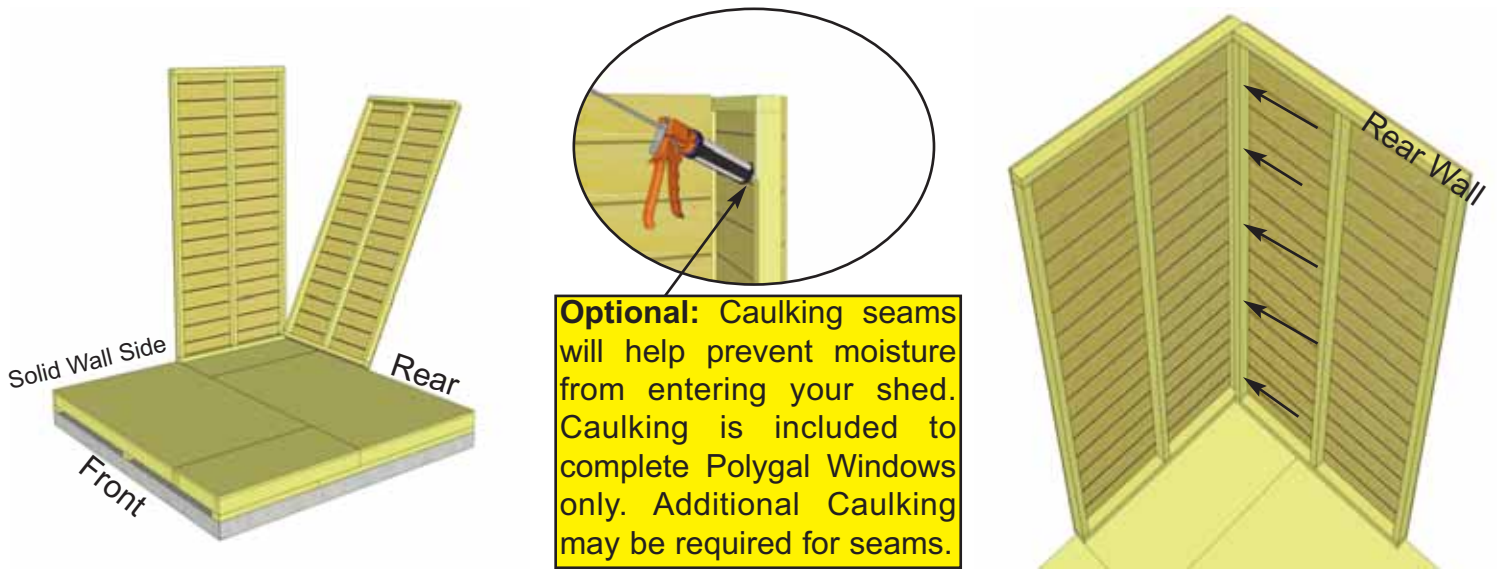 Solid Wall Side
Rear
Front
Optional: Caulking seams
will help prevent moisture
from entering your shed.
Caulking is included to
complete Polygal Windows
only. Additional Caulking
may be required for seams.
Rear Wall